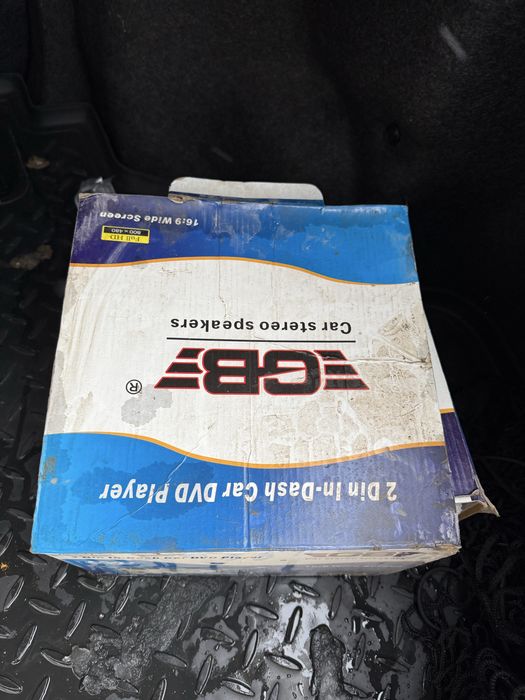 2 Din In-Dash Car DVD Player
GB
®
Car stereo speakers
Full HD
800 x 480
16:9 Wide Screen